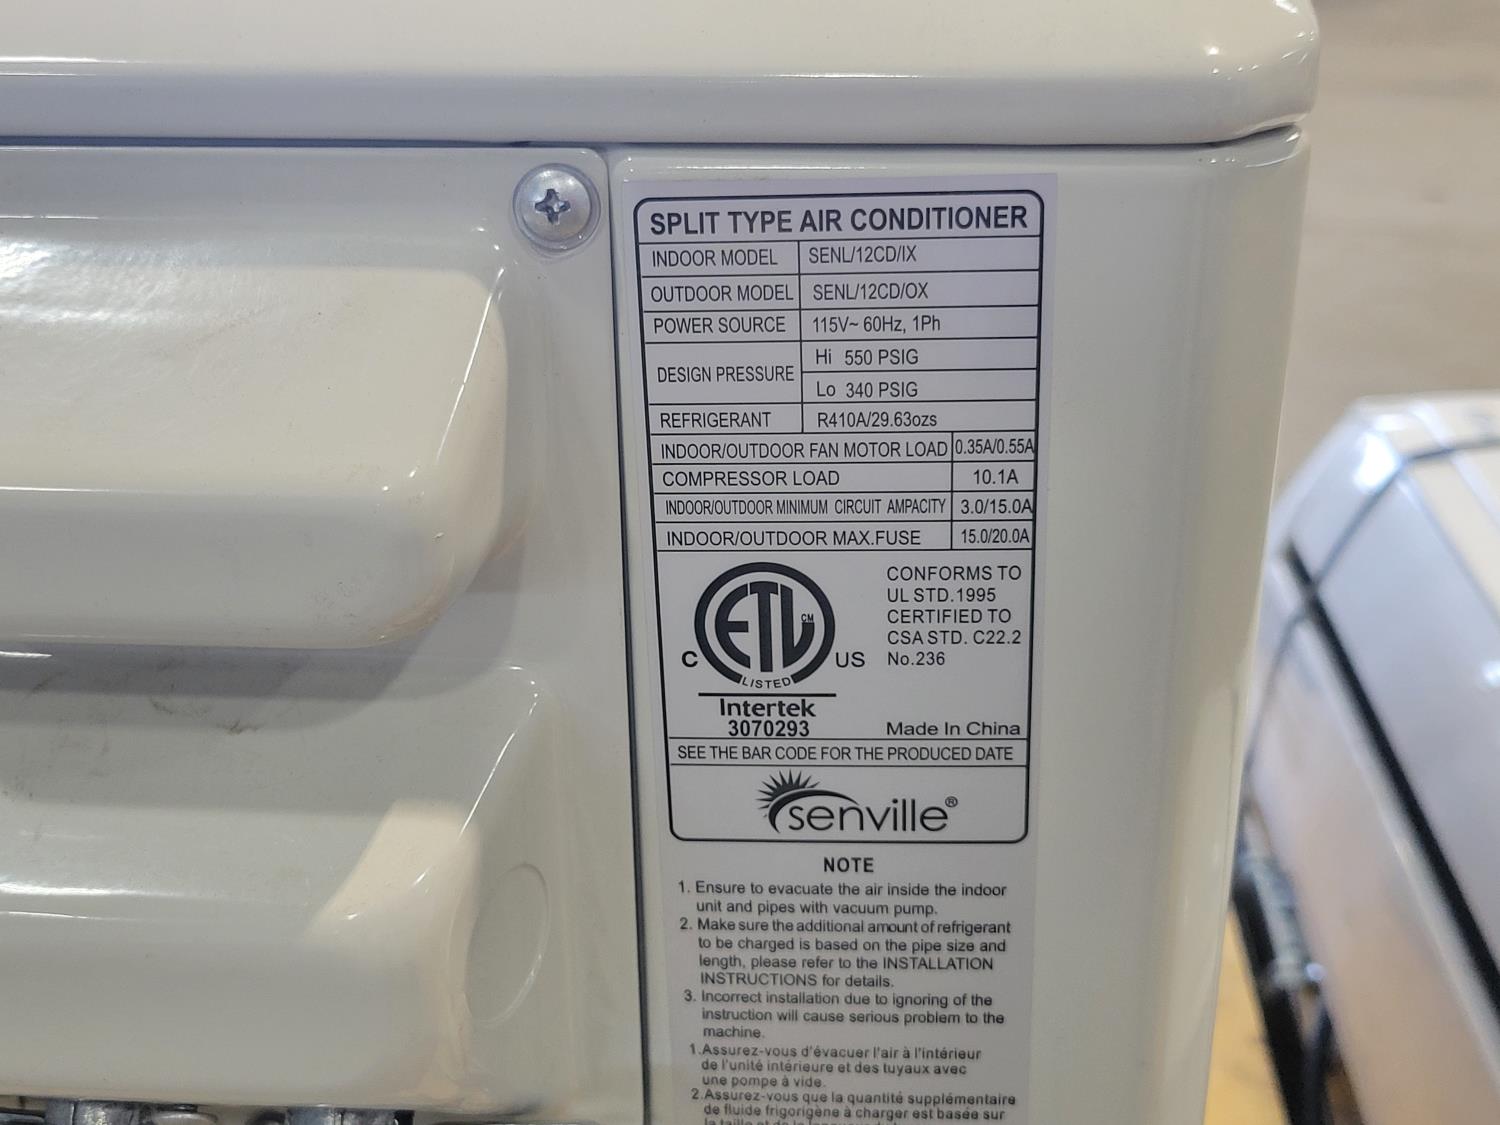 SPLIT TYPE AIR CONDITIONER
INDOOR MODEL SENL/12CD/IX
OUTDOOR MODEL SENL/12CD/OX
POWER SOURCE 115V~ 60Hz, 1Ph
DESIGN PRESSURE
Hi 550 PSIG
Lo 340 PSIG
REFRIGERANT R410A/29.63ozs
INDOOR/OUTDOOR FAN MOTOR LOAD 0.35A/0.55A
COMPRESSOR LOAD 10.1A
INDOOR/OUTDOOR MINIMUM CIRCUIT AMPACITY 3.0/15.0A
INDOOR/OUTDOOR MAX.FUSE 15.0/20.0A
ETL CM
C US
LISTED
Intertek
3070293
CONFORMS TO
UL STD.1995
CERTIFIED TO
CSA STD. C22.2
No.236
Made In China
SEE THE BAR CODE FOR THE PRODUCED DATE
senville®
NOTE
1. Ensure to evacuate the air inside the indoor
unit and pipes with vacuum pump.
2. Make sure the additional amount of refrigerant
to be charged is based on the pipe size and
length, please refer to the INSTALLATION
INSTRUCTIONS for details.
3. Incorrect installation due to ignoring of the
instruction will cause serious problem to the
machine.
1.Assurez-vous d'évacuer l'air à l'intérieur
de l'unité intérieure et des tuyaux avec
une pompe à vide.
2.Assurez-vous que la quantité supplémentaire
de fluide frigorigène à charger est basée sur
la taille et de la